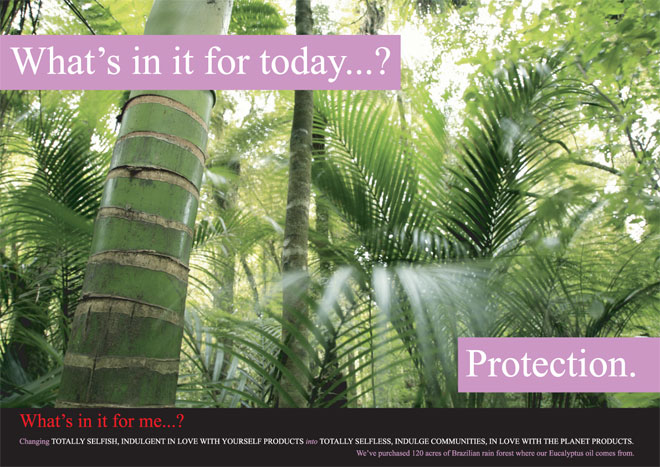 What's in it for today...?
Protection.
What's in it for me...?
Changing TOTALLY SELFISH, INDULGENT IN LOVE WITH YOURSELF PRODUCTS into TOTALLY SELFLESS, INDULGE COMMUNITIES, IN LOVE WITH THE PLANET PRODUCTS.
We've purchased 120 acres of Brazilian rain forest where our Eucalyptus oil comes from.